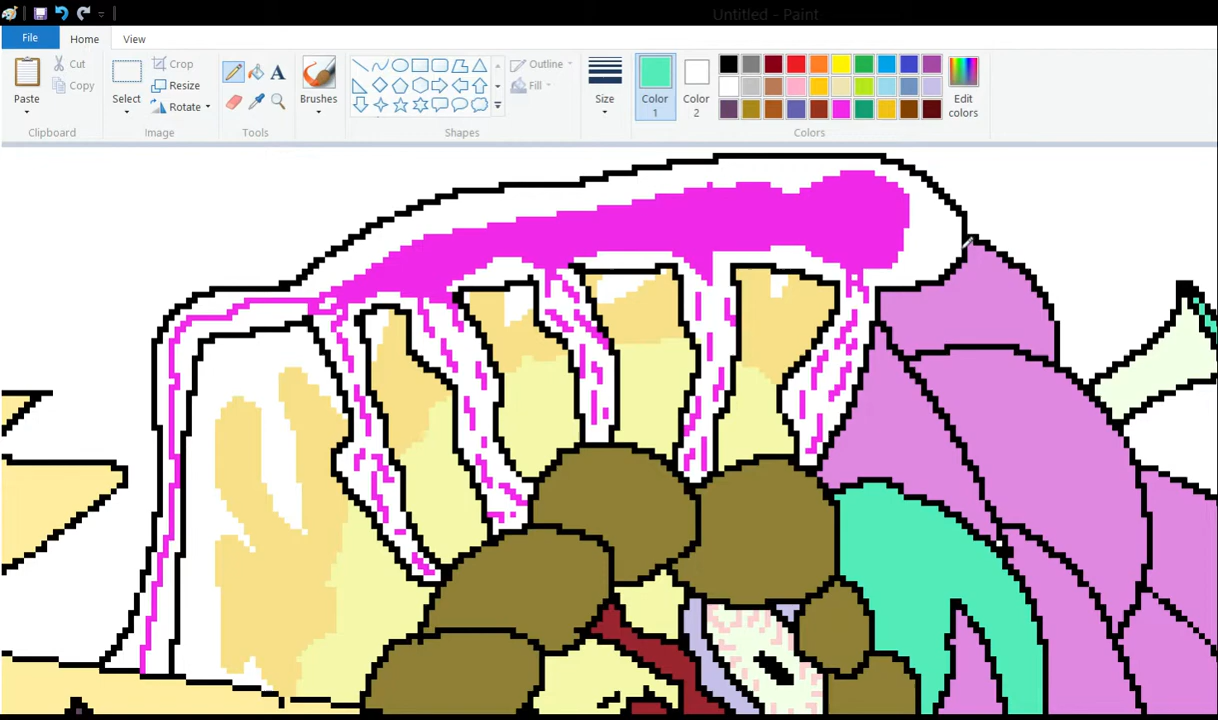 Untitled - Paint
File Home View
Paste
Cut
Copy
Clipboard
Select
Crop
Resize
Rotate
Image
A
Tools
Brushes
Outline
Fill
Shapes
Size
Color
1
Color
2
Edit
colors
Colors